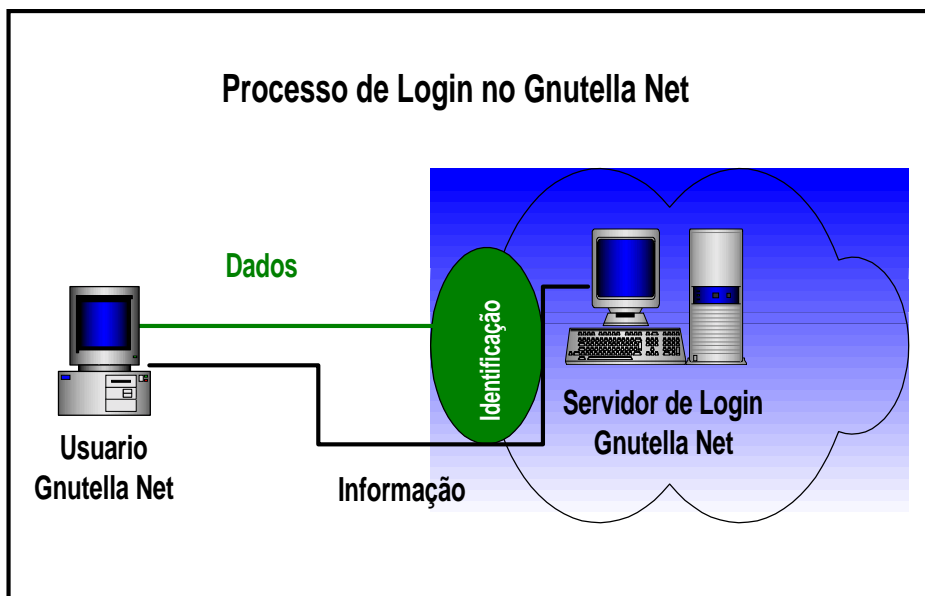 Processo de Login no Gnutella Net
Dados
Identificação
Servidor de Login
Gnutella Net
Usuario
Gnutella Net
Informação